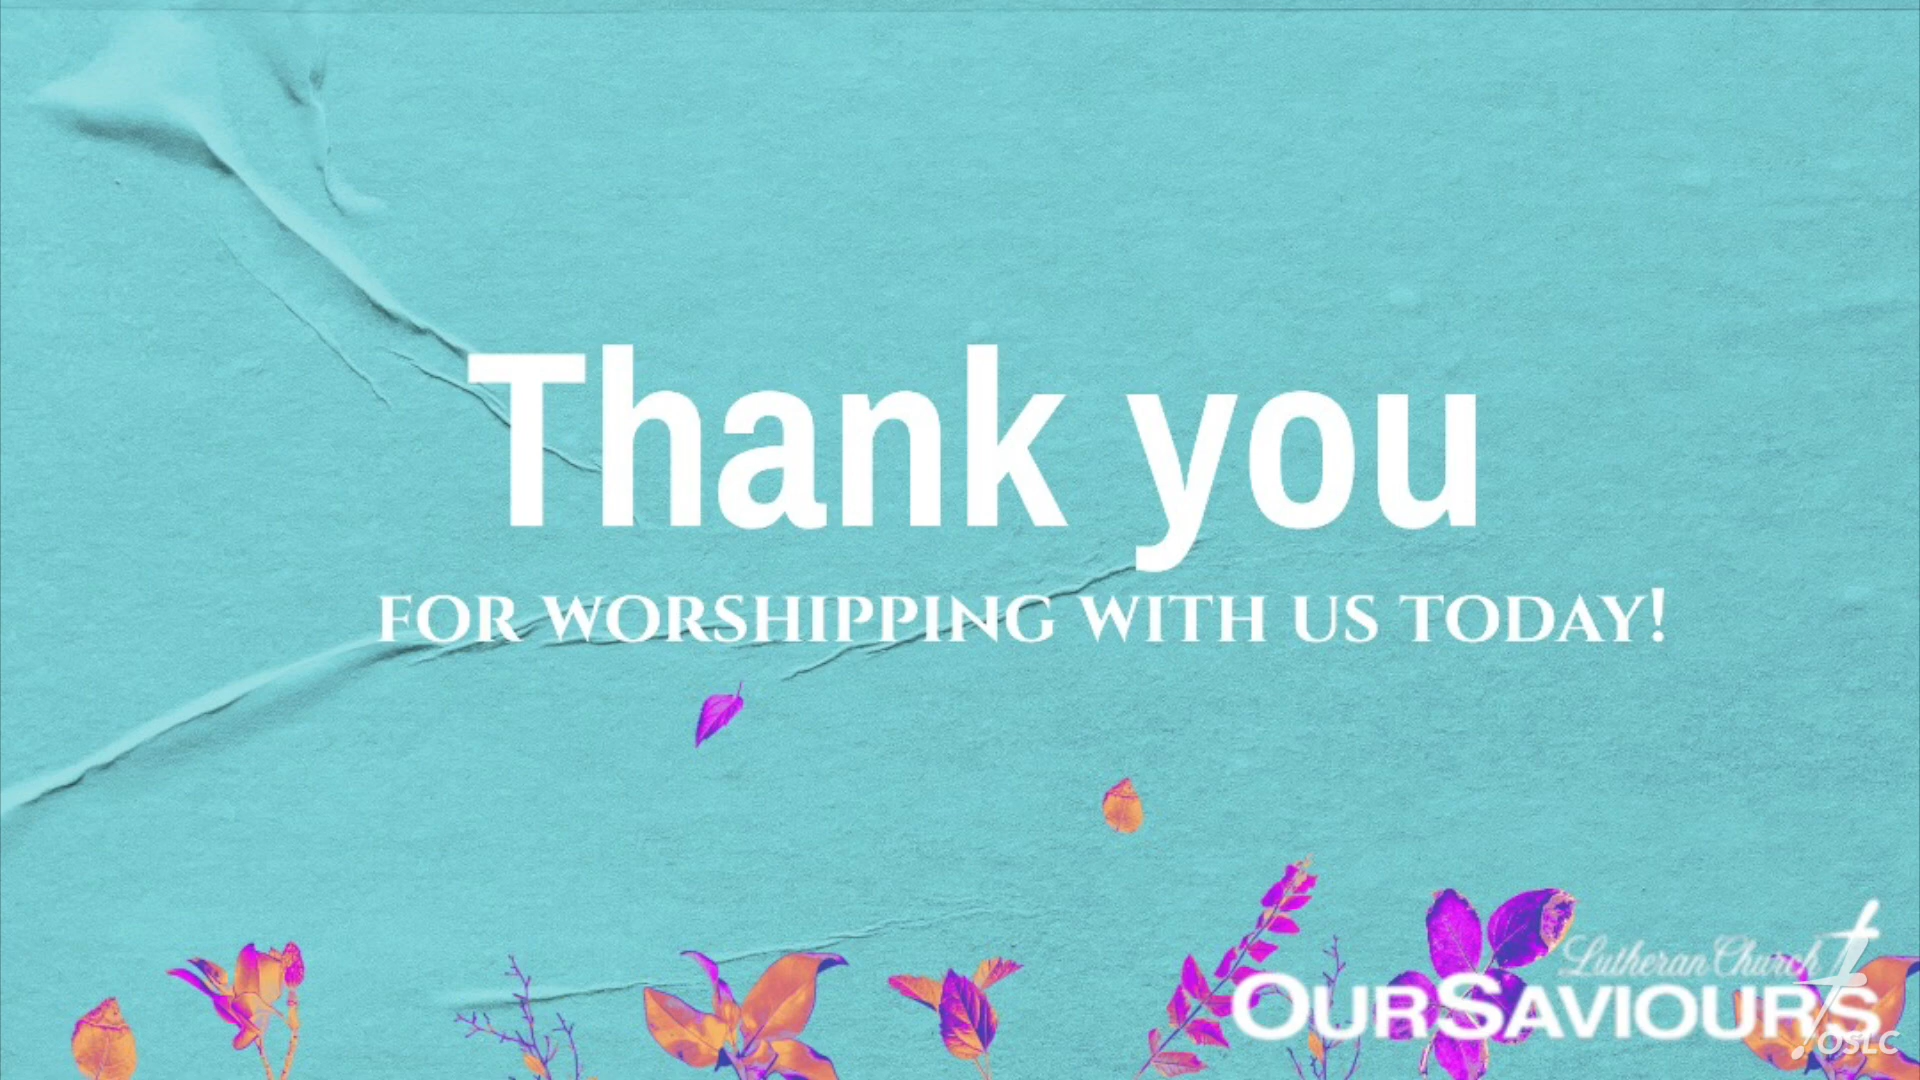 Thank you
FOR WORSHIPPING WITH US TODAY!
Lutheran Church
OURSAVIOURS
OSLC